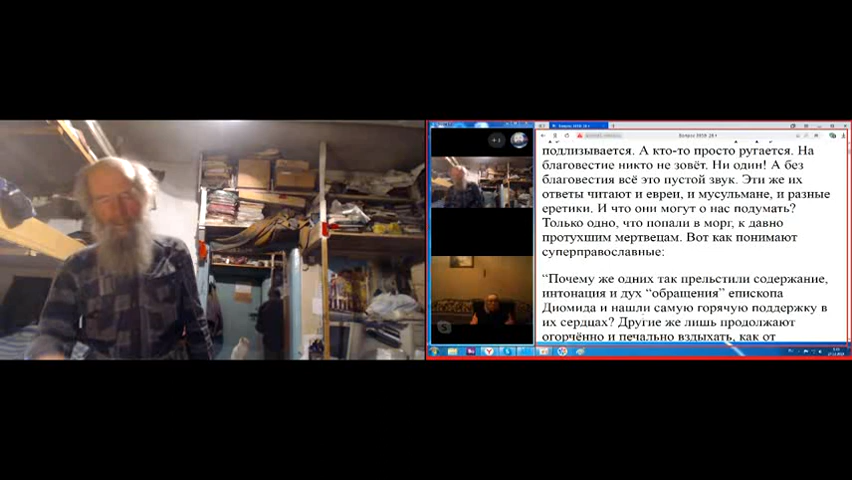 подлизывается. А кто-то просто ругается. На
благовестие никто не зовёт. Ни один! А без
благовестия всё это пустой звук. Эти же их
ответы читают и евреи, и мусульмане, и разные
еретики. И что они могут о нас подумать?
Только одно, что попали в морг, к давно
протухшим мертвецам. Вот как понимают
суперправославные:
“Почему же одних так прельстили содержание,
интонация и дух “обращения” епископа
Диомида и нашли самую горячую поддержку в
их сердцах? Другие же лишь продолжают
огорчённо и печально вздыхать, как от